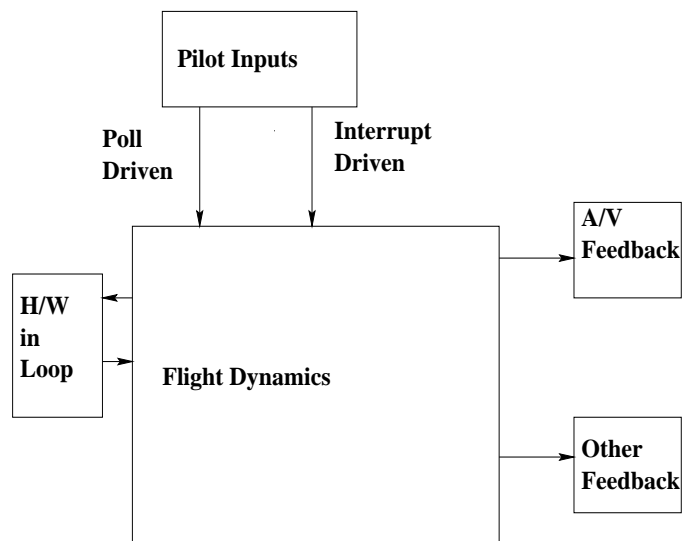 Pilot Inputs
Poll
Driven
Interrupt
Driven
A/V
Feedback
H/W
in
Loop
Flight Dynamics
Other
Feedback